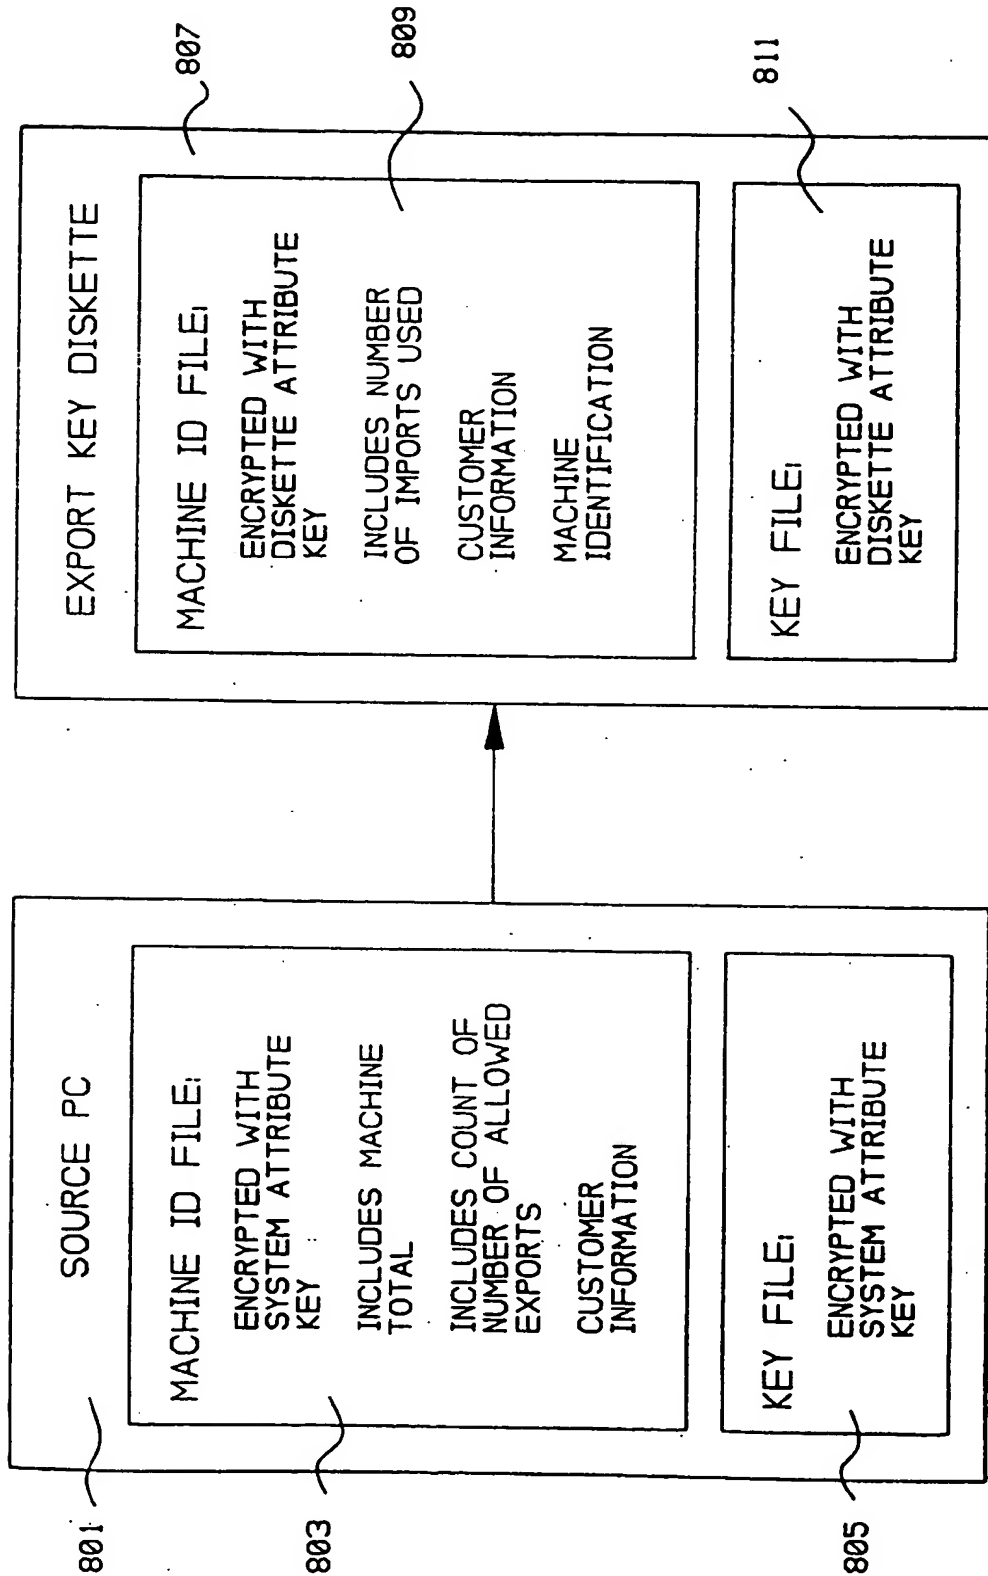 801
SOURCE PC
803
MACHINE ID FILE:
ENCRYPTED WITH
SYSTEM ATTRIBUTE
KEY
INCLUDES MACHINE
TOTAL
INCLUDES COUNT OF
NUMBER OF ALLOWED
EXPORTS
CUSTOMER
INFORMATION
805
KEY FILE:
ENCRYPTED WITH
SYSTEM ATTRIBUTE
KEY
EXPORT KEY DISKETTE
807
MACHINE ID FILE:
ENCRYPTED WITH
DISKETTE ATTRIBUTE
KEY
INCLUDES NUMBER
OF IMPORTS USED
CUSTOMER
INFORMATION
MACHINE
IDENTIFICATION
809
KEY FILE:
ENCRYPTED WITH
DISKETTE ATTRIBUTE
KEY
811